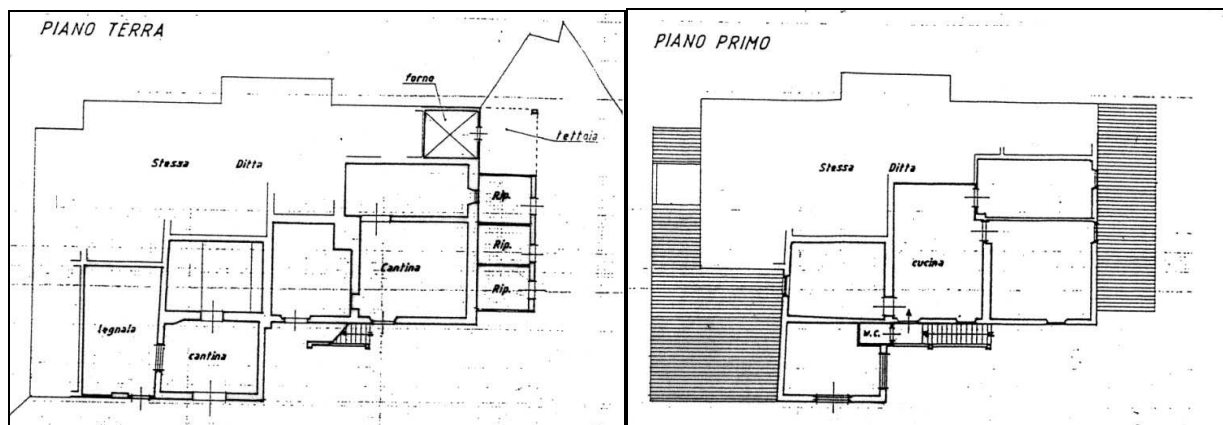 PIANO TERRA
forno
tettoia
Stessa Ditta
Rip.
Rip.
Cantina
Rip.
legnaia
cantina
PIANO PRIMO
Stessa Ditta
cucina
W.C.